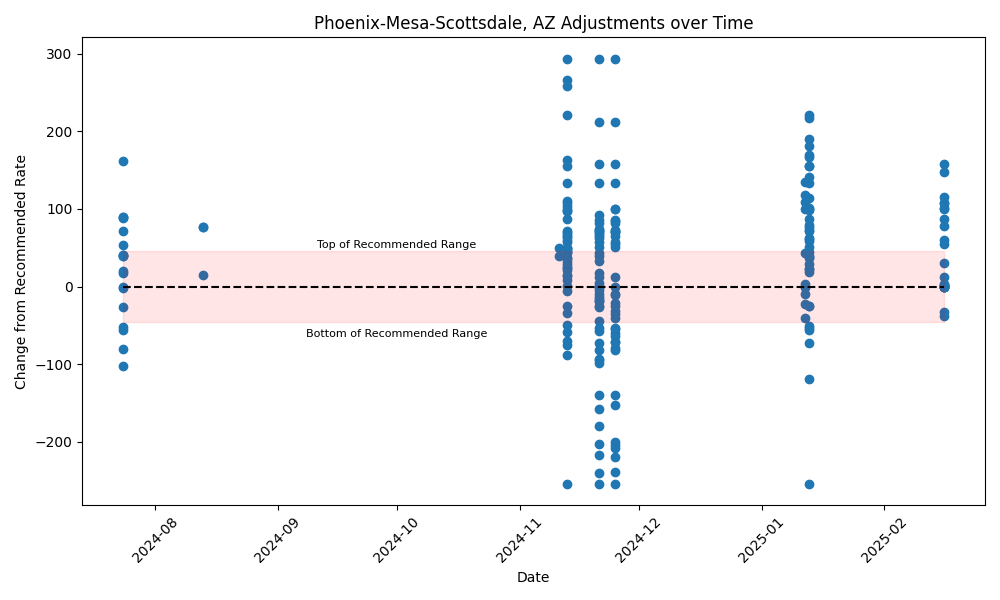 Phoenix-Mesa-Scottsdale, AZ Adjustments over Time
Change from Recommended Rate
300
200
100
0
−100
−200
Top of Recommended Range
Bottom of Recommended Range
2024-08
2024-09
2024-10
2024-11
2024-12
2025-01
2025-02
Date